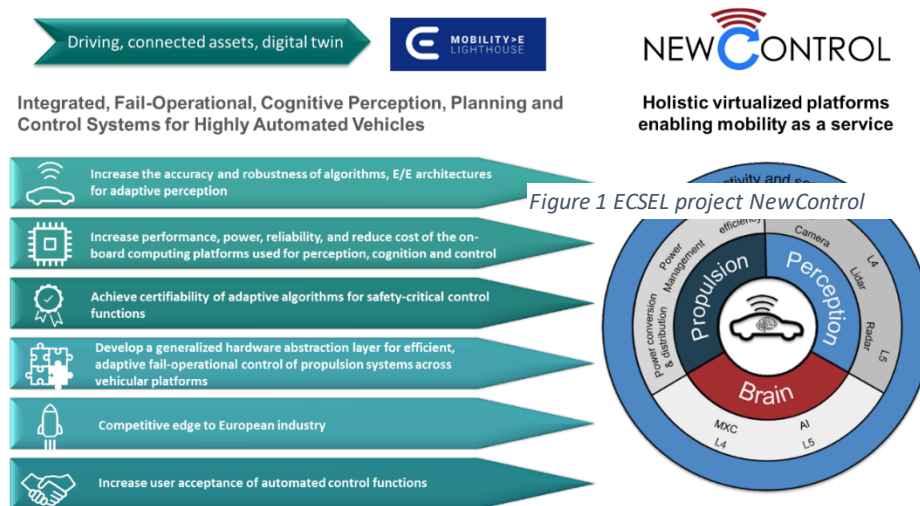 Driving, connected assets, digital twin
MOBILITY>E
LIGHTHOUSE
NEWCONTROL
Integrated, Fail-Operational, Cognitive Perception, Planning and
Control Systems for Highly Automated Vehicles
Holistic virtualized platforms
enabling mobility as a service
Increase the accuracy and robustness of algorithms, E/E architectures
for adaptive perception
Increase performance, power, reliability, and reduce cost of the on-
board computing platforms used for perception, cognition and control
Achieve certifiability of adaptive algorithms for safety-critical control
functions
Develop a generalized hardware abstraction layer for efficient,
adaptive fail-operational control of propulsion systems across
vehicular platforms
Competitive edge to European industry
Increase user acceptance of automated control functions
Figure 1 ECSEL project NewControl
and
efficiency
Power
Management
Power conversion
& distribution
Propulsion
Camera
Lidar
Radar
L4
L5
Perception
Brain
MXC
AI
L4
L5